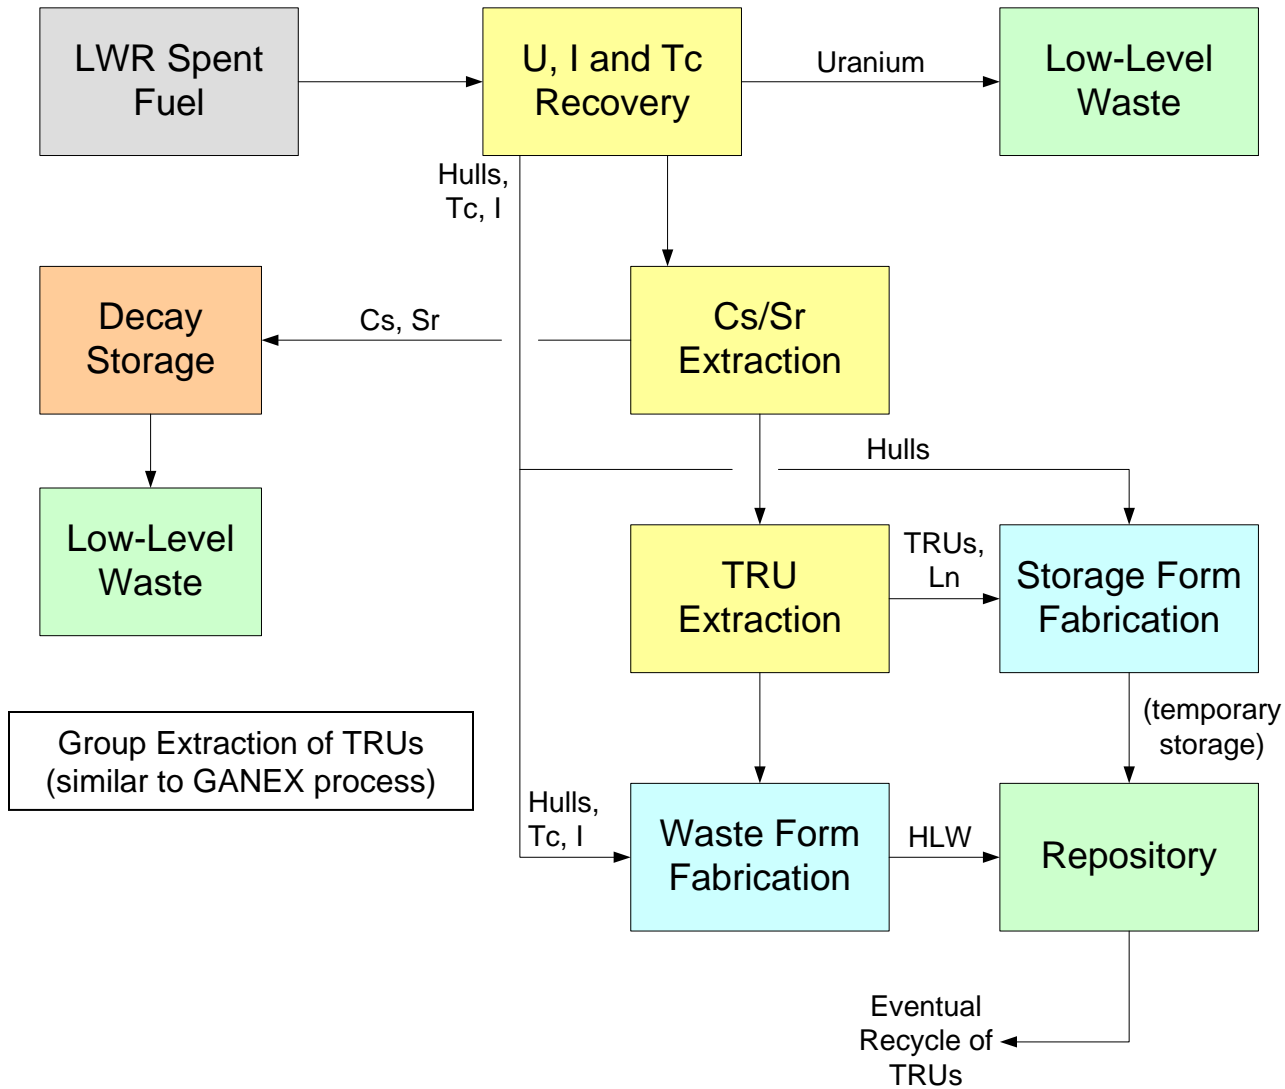 LWR Spent
Fuel
U, I and Tc
Recovery
Uranium
Low-Level
Waste
Hulls,
Tc, I
Decay
Storage
Cs, Sr
Cs/Sr
Extraction
Hulls
Low-Level
Waste
TRU
Extraction
TRUs,
Ln
Storage Form
Fabrication
Group Extraction of TRUs
(similar to GANEX process)
(temporary
storage)
Hulls,
Tc, I
Waste Form
Fabrication
HLW
Repository
Eventual
Recycle of
TRUs